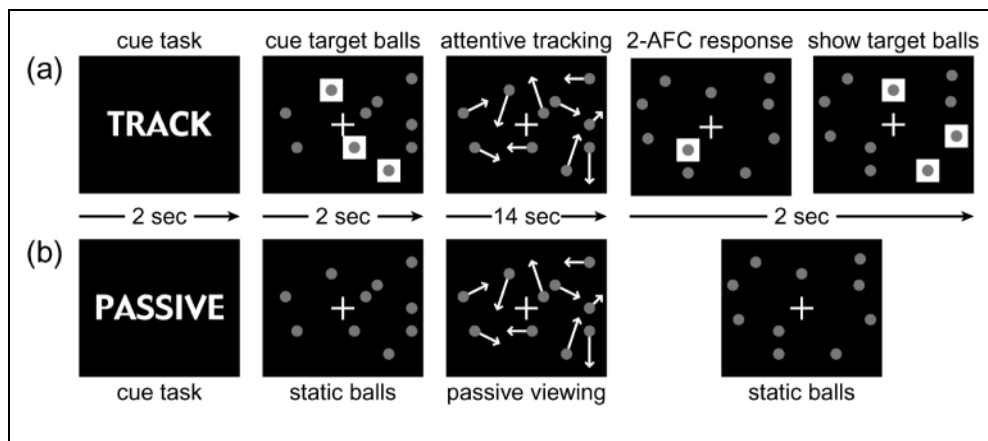 cue task cue target balls attentive tracking 2-AFC response show target balls
(a)
TRACK
2 sec 2 sec 14 sec 2 sec
(b)
PASSIVE
cue task static balls passive viewing static balls